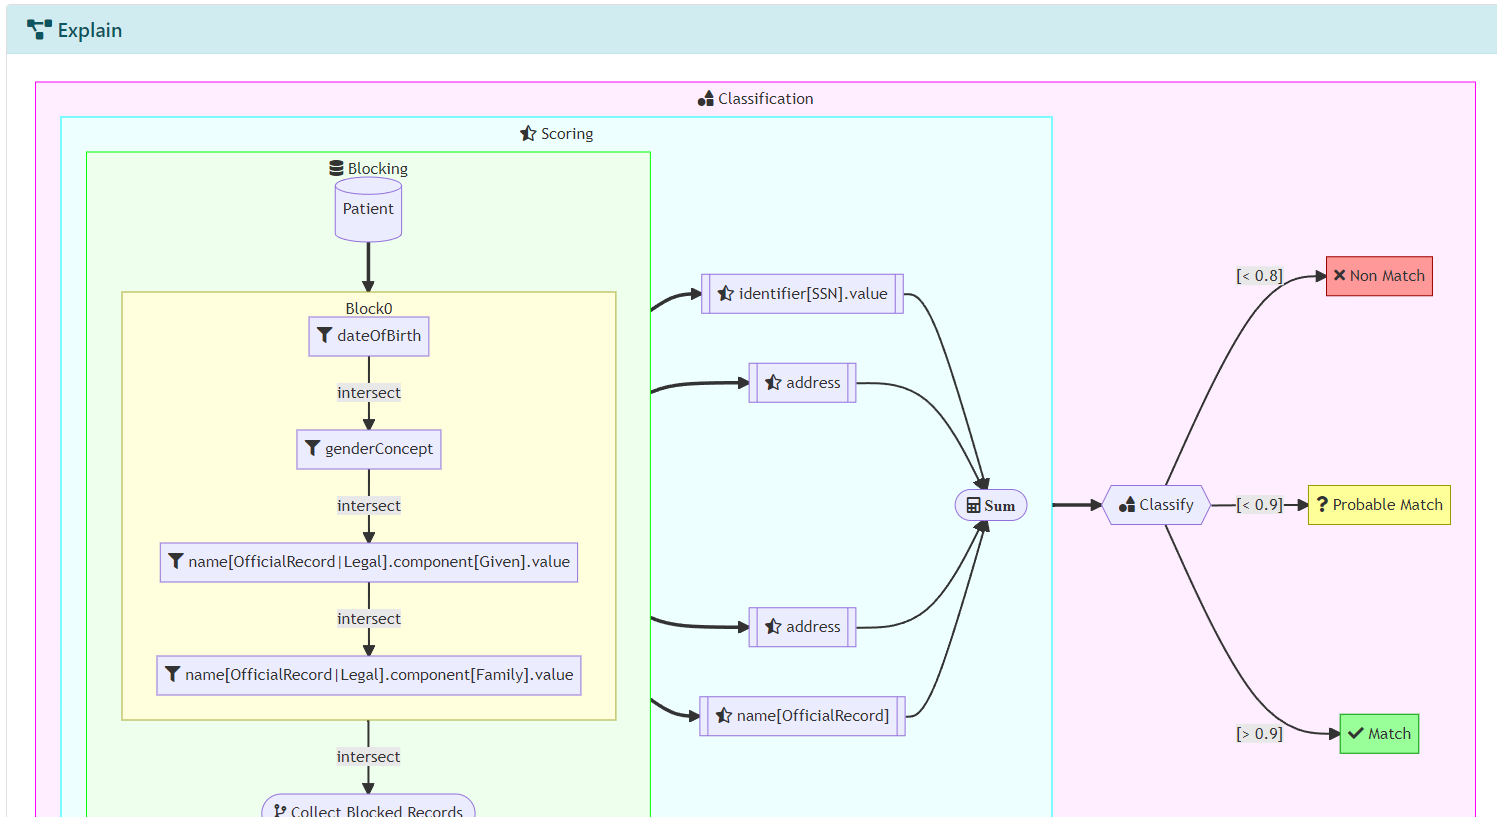 Explain
Classification
Scoring
Blocking
Patient
Block0
dateOfBirth
intersect
genderConcept
intersect
name[OfficialRecord|Legal].component[Given].value
intersect
name[OfficialRecord|Legal].component[Family].value
intersect
Collect Blocked Records
identifier[SSN].value
address
address
name[OfficialRecord]
Sum
Classify
[< 0.8]
Non Match
[< 0.9]
? Probable Match
[> 0.9]
Match